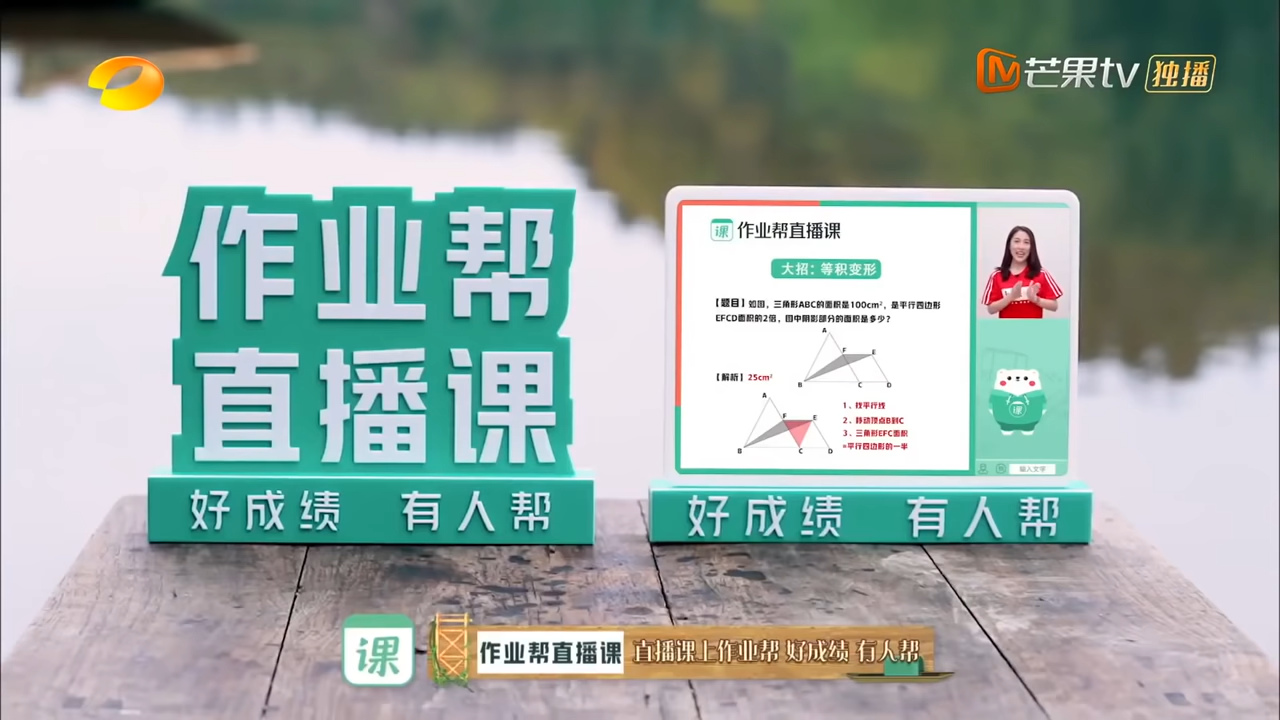 芒果tv 独播
作业帮
直播课
好成绩 有人帮
课 作业帮直播课
大招：等积变形
【题目】如图，三角形ABC的面积是100cm²，是平行四边形
EFCD面积的2倍，图中阴影部分的面积是多少？
A
F E
B C D
【解析】25cm²
A
F E
B C D
1、找平行线
2、移动顶点B到C
3、三角形EFC面积
=平行四边形的一半
课
输入文字
好成绩 有人帮
课 作业帮直播课 直播课上作业帮 好成绩 有人帮